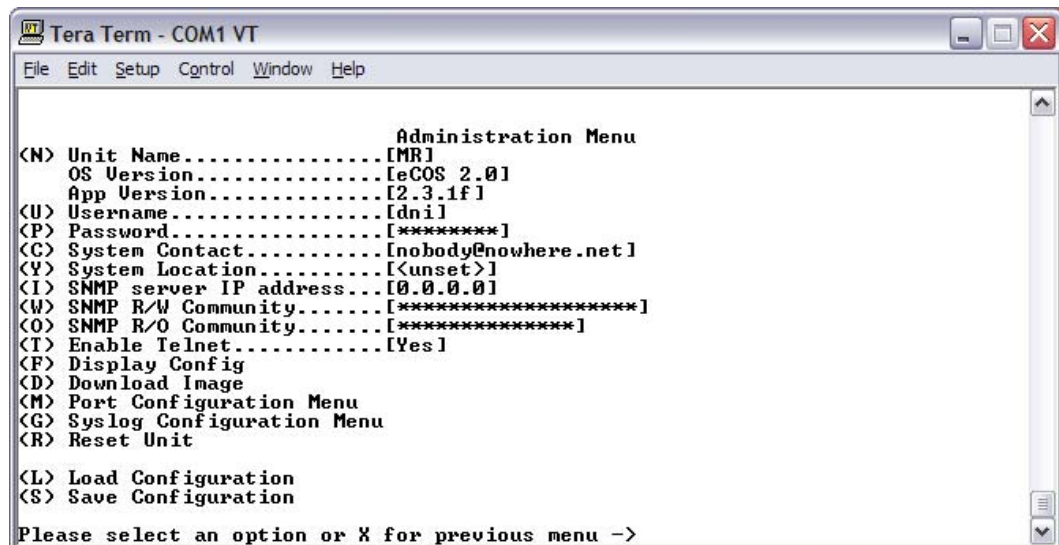 Tera Term - COM1 VT
File Edit Setup Control Window Help
Administration Menu
(N) Unit Name.................[MR]
OS Version................[eCOS 2.0]
App Version...............[2.3.1f]
(U) Username..................[dni]
(P) Password..................[********]
(C) System Contact............[nobody@nowhere.net]
(Y) System Location...........[<unset>]
(I) SNMP server IP address...[0.0.0.0]
(W) SNMP R/W Community.......[********************]
(O) SNMP R/O Community.......[***************]
(T) Enable Telnet............[Yes]
(F) Display Config
(D) Download Image
(M) Port Configuration Menu
(G) Syslog Configuration Menu
(R) Reset Unit
(L) Load Configuration
(S) Save Configuration
Please select an option or X for previous menu ->